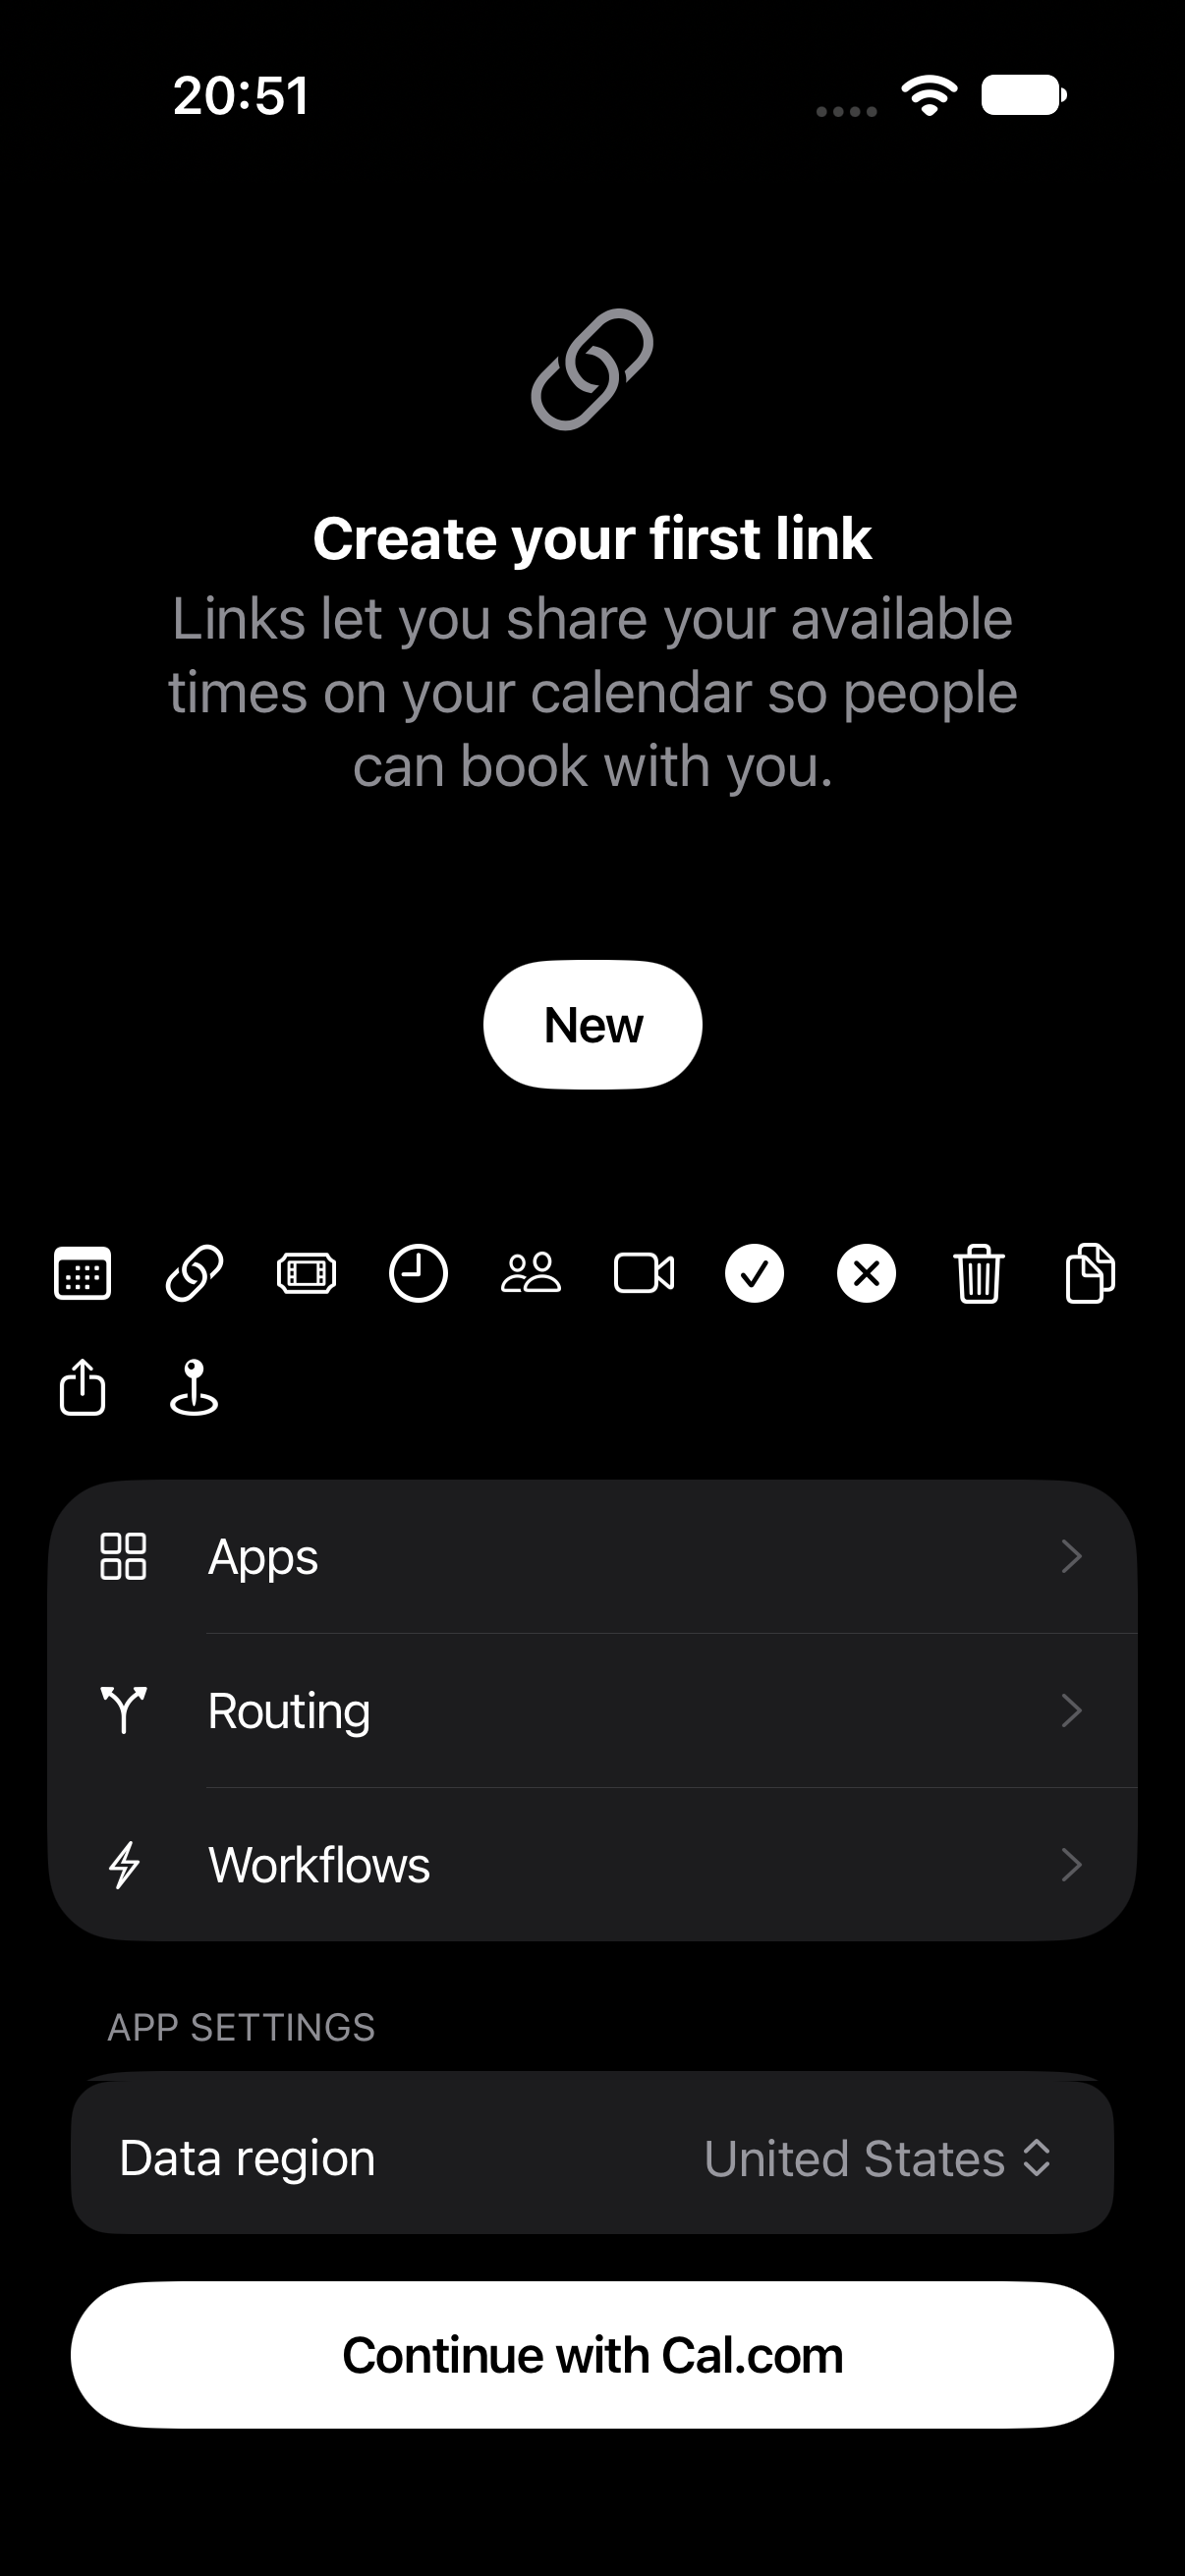 20:51
Create your first link
Links let you share your available
times on your calendar so people
can book with you.
New
Apps
Routing
Workflows
APP SETTINGS
Data region United States
Continue with Cal.com